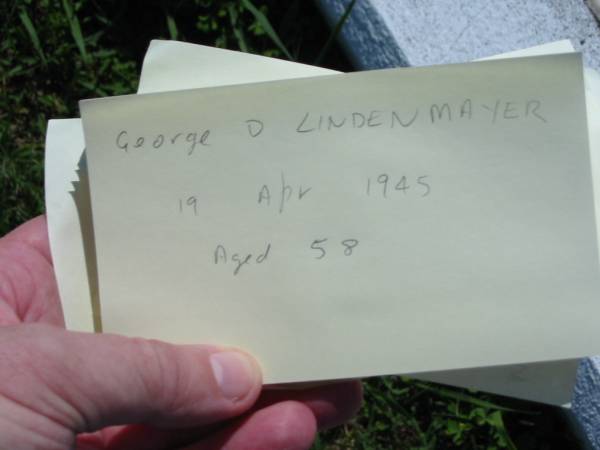 George D LINDENMAYER
19 Apr 1945
Aged 58